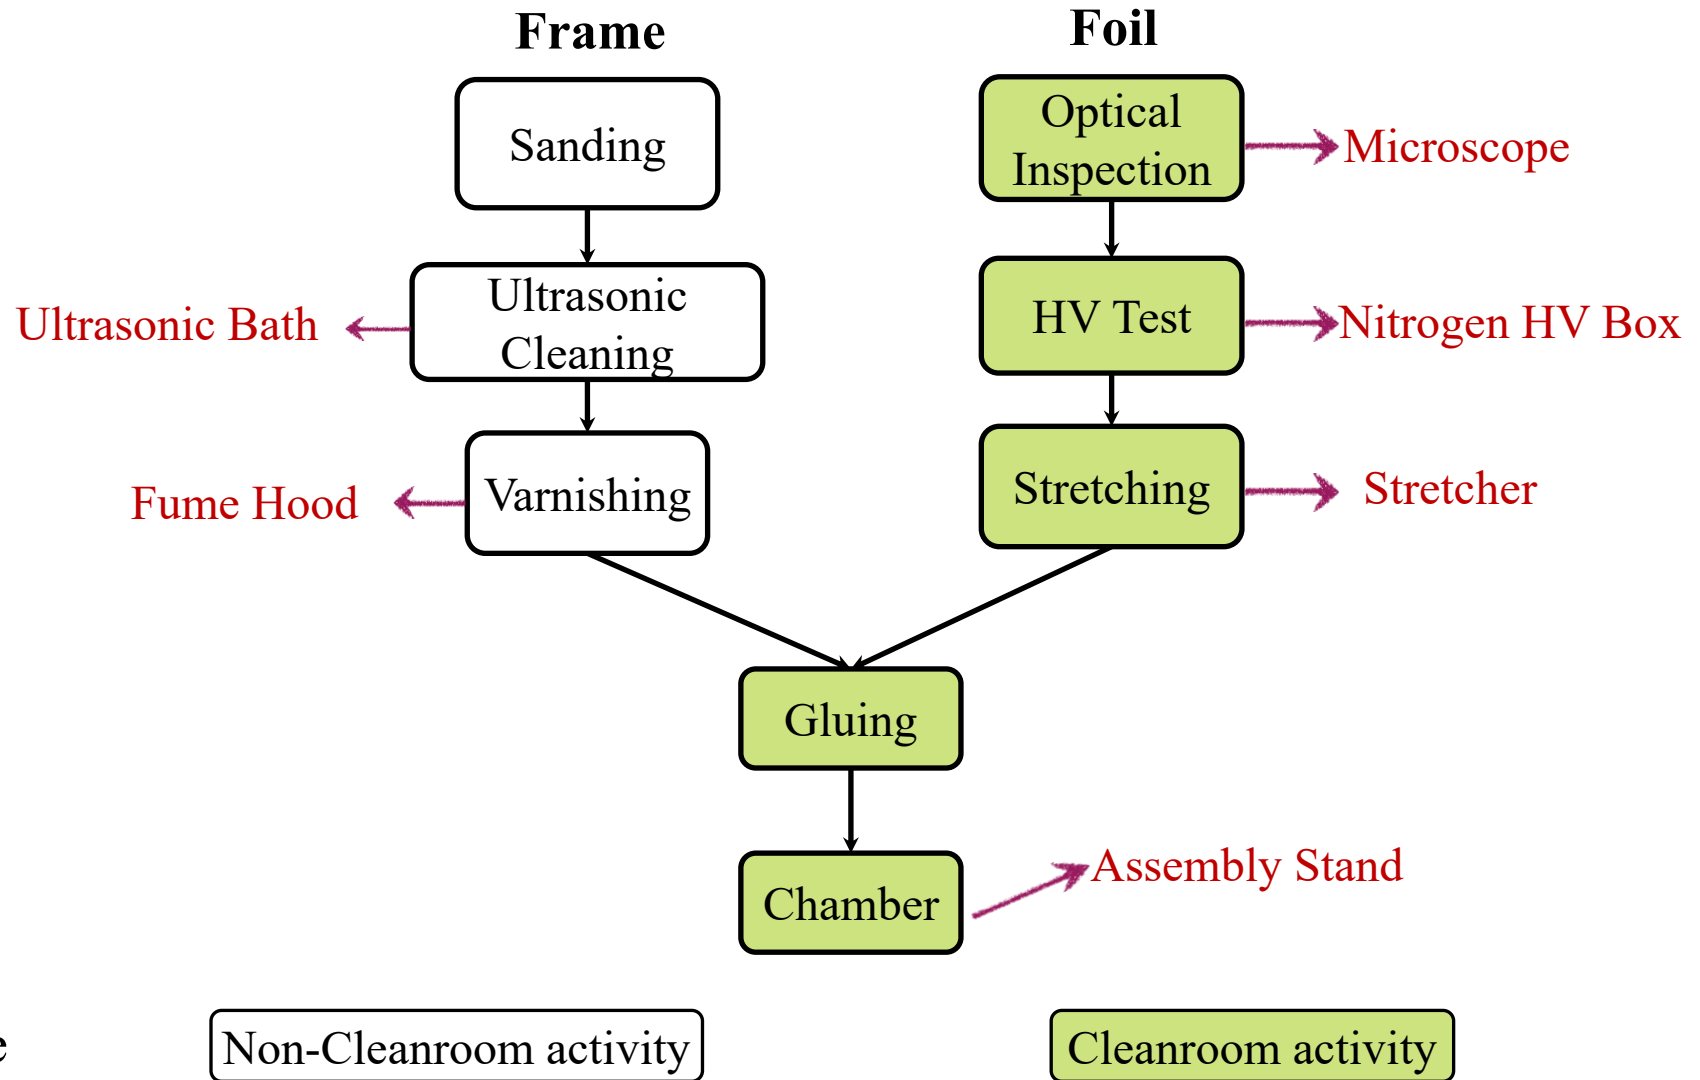 Frame
Foil
Sanding
Optical
Inspection
Microscope
Ultrasonic
Cleaning
Ultrasonic Bath
HV Test
Nitrogen HV Box
Varnishing
Fume Hood
Stretching
Stretcher
Gluing
Chamber
Assembly Stand
e
Non-Cleanroom activity
Cleanroom activity